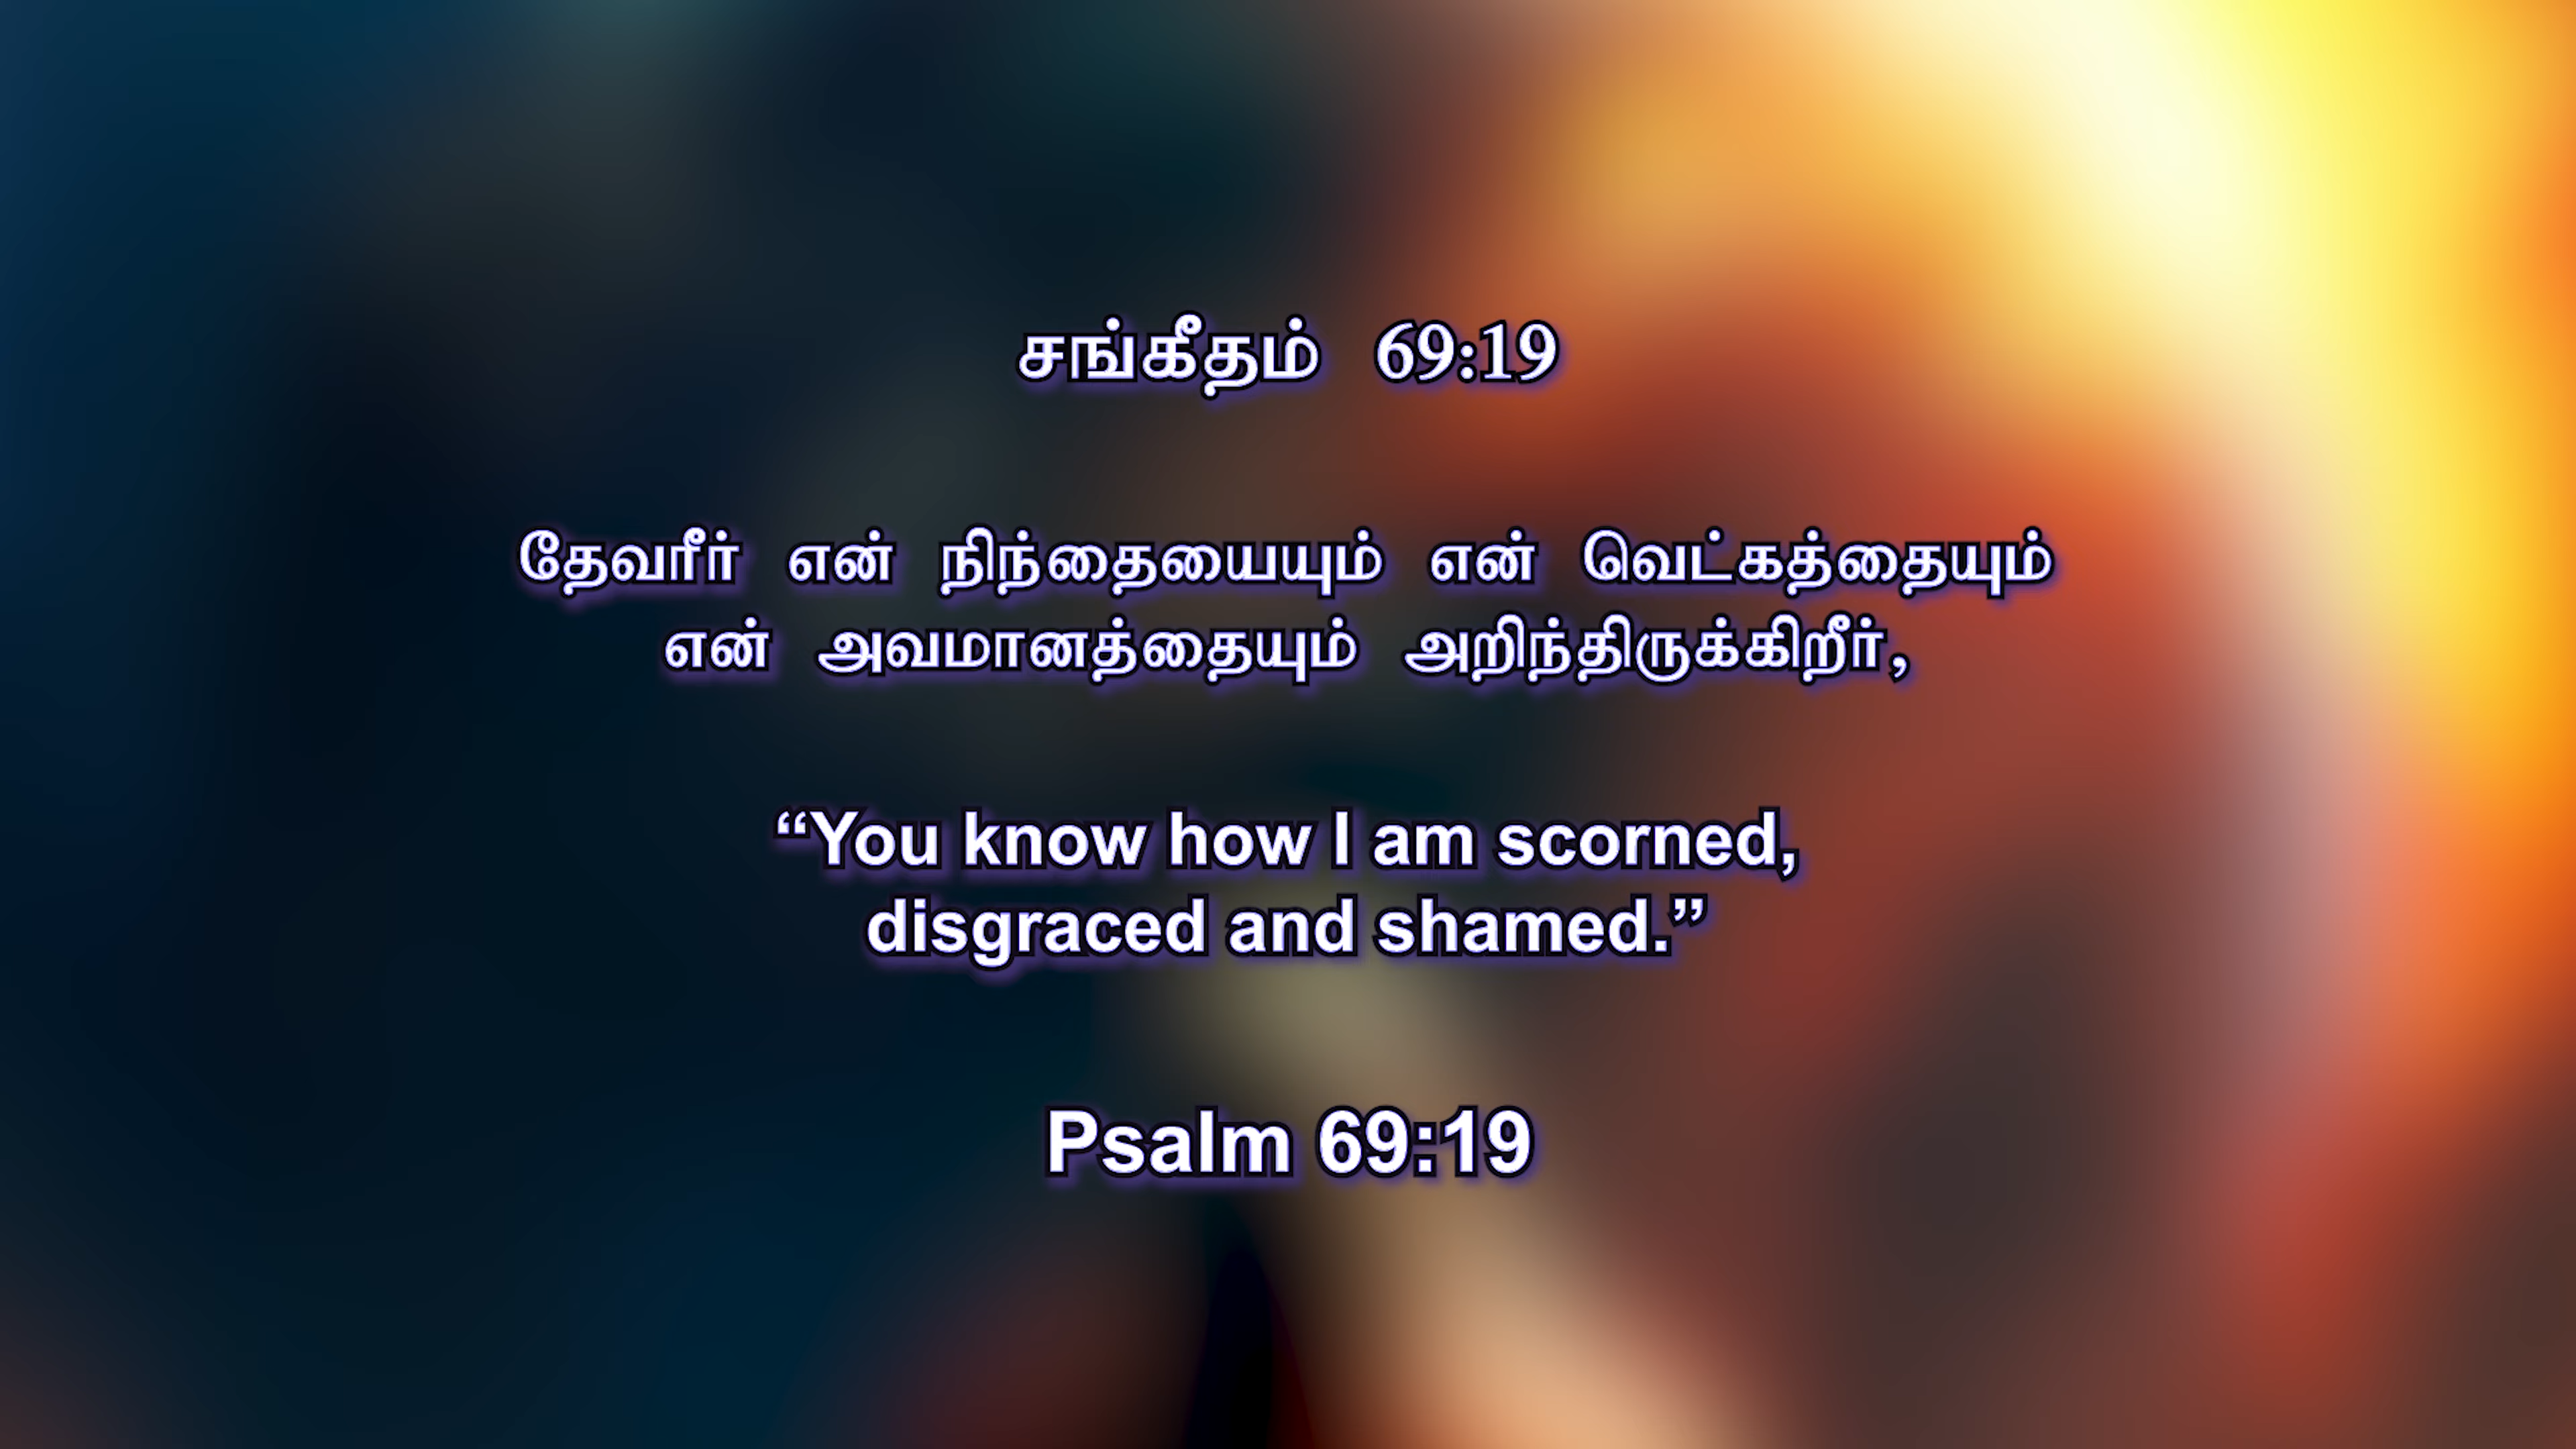 சங்கீதம் 69:19
தேவரீர் என் நிந்தையையும் என் வெட்கத்தையும்
என் அவமானத்தையும் அறிந்திருக்கிறீர்,
“You know how I am scorned,
disgraced and shamed.”
Psalm 69:19